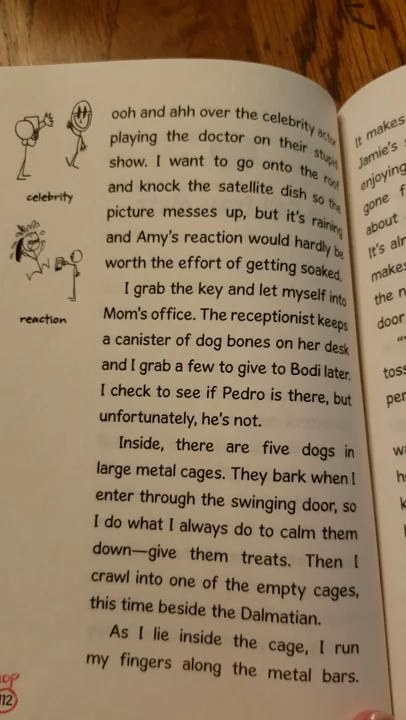 ooh and ahh over the celebrity actor
playing the doctor on their stupid
show. I want to go onto the roof
and knock the satellite dish so the
picture messes up, but it's raining
and Amy's reaction would hardly be
worth the effort of getting soaked.
I grab the key and let myself into
Mom's office. The receptionist keeps
a canister of dog bones on her desk
and I grab a few to give to Bodi later.
I check to see if Pedro is there, but
unfortunately, he's not.
Inside, there are five dogs in
large metal cages. They bark when I
enter through the swinging door, so
I do what I always do to calm them
down—give them treats. Then I
crawl into one of the empty cages,
this time beside the Dalmatian.
As I lie inside the cage, I run
my fingers along the metal bars.
celebrity
reaction
112
It makes
Jamie's
enjoying
gone
about
It's
makes
the
door
toss